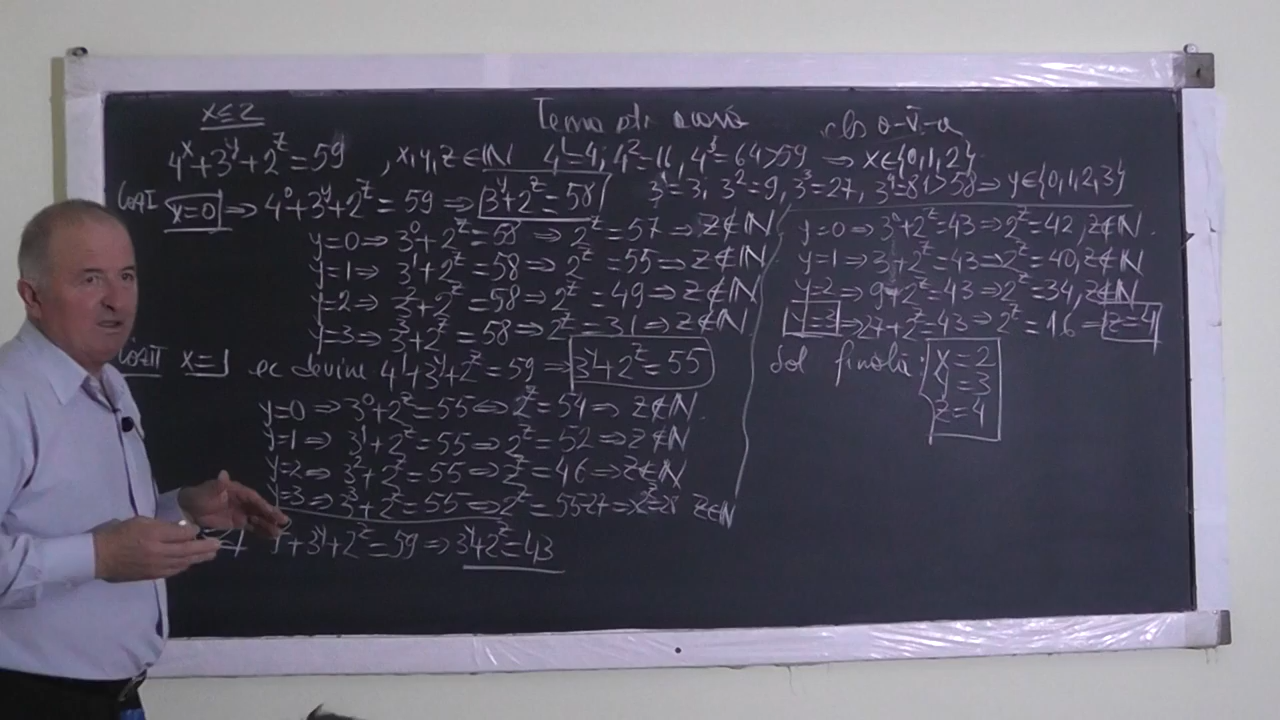 x≤2
Tema pt. acasă
cls a-V-a
4^x+3^y+2^z=59 , x,y,z∈ℕ 4^1=4; 4^2=16, 4^3=64>59 ⇒ x∈{0,1,2}
3^1=3, 3^2=9, 3^3=27, 3^4=81>58⇒ y∈{0,1,2,3}
Caz I x=0 ⇒ 4^0+3^y+2^z=59 ⇒ 3^y+2^z=58
y=0⇒ 3^0+2^z=58 ⇒ 2^z=57 ⇒ z∉ℕ
y=1⇒ 3^1+2^z=58⇒ 2^z=55⇒ z∉ℕ
y=2⇒ 3^2+2^z=58⇒ 2^z=49⇒ z∉ℕ
y=3⇒ 3^3+2^z=58⇒ 2^z=31⇒ z∉ℕ
Caz II x=1 ec devine 4^1+3^y+2^z=59 ⇒ 3^y+2^z=55
y=0 ⇒ 3^0+2^z=55 ⇔ 2^z=54 ⇒ z∉ℕ.
y=1⇒ 3^1+2^z=55⇒ 2^z=52⇒ z∉ℕ
y=2⇒ 3^2+2^z=55⇒ 2^z=46⇒ z∉ℕ
y=3⇒ 3^3+2^z=55⇒ 2^z=55-27⇒ 2^z=28 z∉ℕ
+3^y+2^z=59⇒ 3^y+2^z=43
y=0⇒ 3^0+2^z=43⇒2^z=42, z∉ℕ.
y=1⇒ 3+2^z=43⇒2^z=40, z∉ℕ
y=2⇒ 9+2^z=43⇒2^z=34, z∉ℕ
y=3⇒27+2^z=43⇒2^z=16⇒ z=4
Sol finală: x=2
y=3
z=4